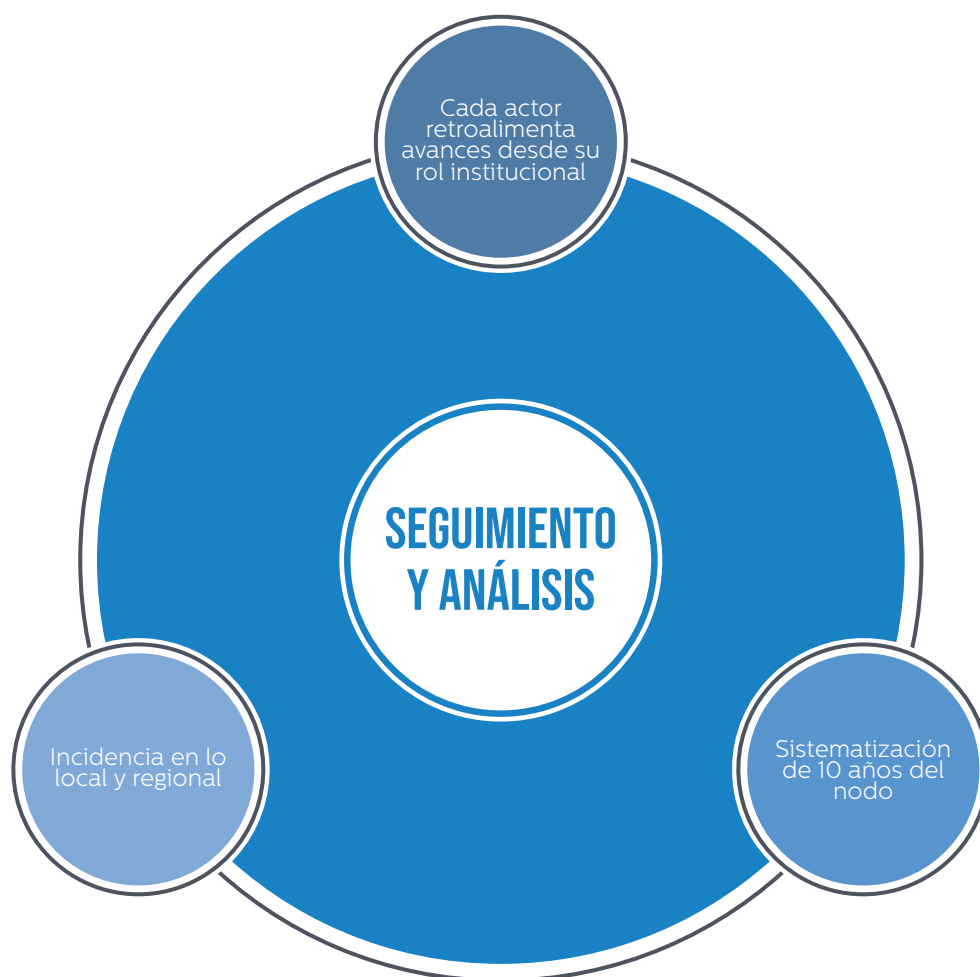 Cada actor
retroalimenta
avances desde su
rol institucional
SEGUIMIENTO
Y ANÁLISIS
Incidencia en lo
local y regional
Sistematización
de 10 años del
nodo